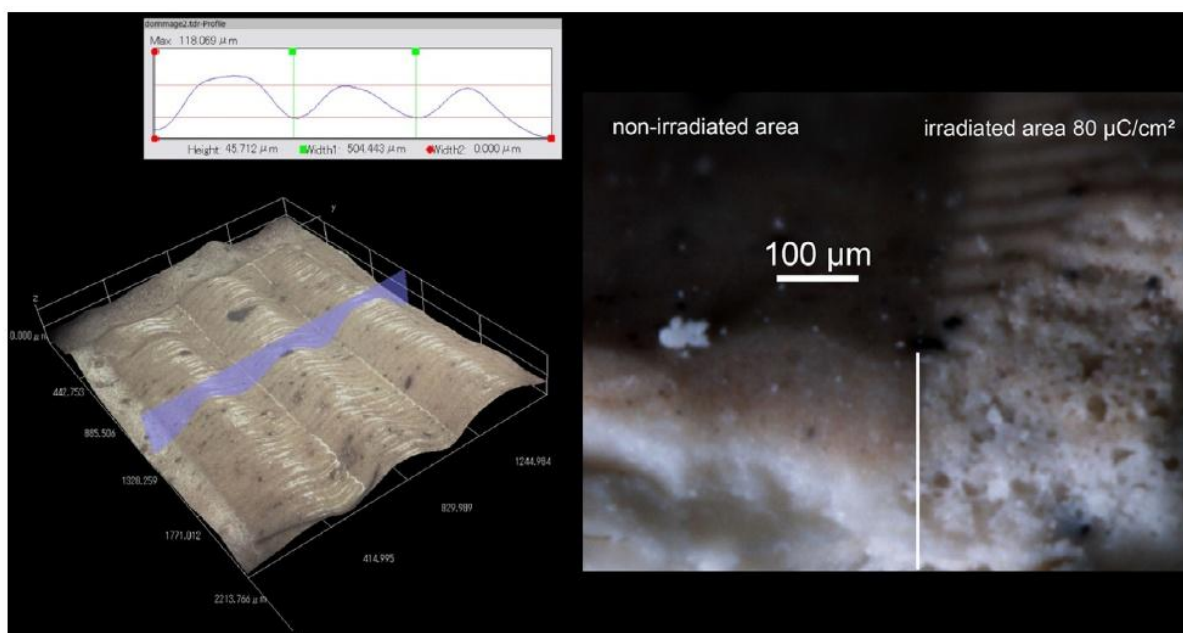 dommage2.tdr-Profile
Max: 118.069 µm
Height: 45.712 µm Width1: 504.443 µm Width2: 0.000 µm
non-irradiated area
irradiated area 80 µC/cm²
100 µm
y
z
0.000 µm
442.753
885.506
1328.259
1771.012
2213.766 µm
414.995
829.989
1244.984